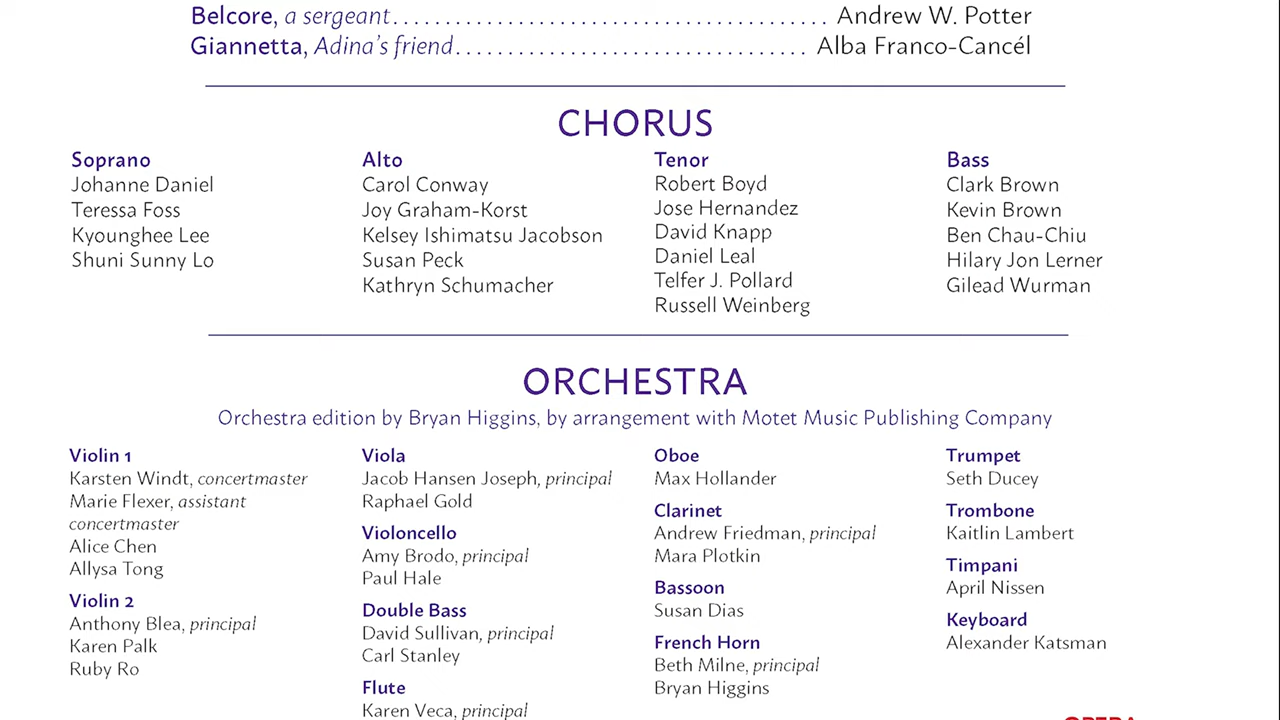 Belcore, a sergeant........................................... Andrew W. Potter
Giannetta, Adina's friend................................... Alba Franco-Cancél
CHORUS
Soprano
Johanne Daniel
Teressa Foss
Kyounghee Lee
Shuni Sunny Lo
Alto
Carol Conway
Joy Graham-Korst
Kelsey Ishimatsu Jacobson
Susan Peck
Kathryn Schumacher
Tenor
Robert Boyd
Jose Hernandez
David Knapp
Daniel Leal
Telfer J. Pollard
Russell Weinberg
Bass
Clark Brown
Kevin Brown
Ben Chau-Chiu
Hilary Jon Lerner
Gilead Wurman
ORCHESTRA
Orchestra edition by Bryan Higgins, by arrangement with Motet Music Publishing Company
Violin 1
Karsten Windt, concertmaster
Marie Flexer, assistant
concertmaster
Alice Chen
Allysa Tong
Violin 2
Anthony Blea, principal
Karen Palk
Ruby Ro
Viola
Jacob Hansen Joseph, principal
Raphael Gold
Violoncello
Amy Brodo, principal
Paul Hale
Double Bass
David Sullivan, principal
Carl Stanley
Flute
Karen Veca, principal
Oboe
Max Hollander
Clarinet
Andrew Friedman, principal
Mara Plotkin
Bassoon
Susan Dias
French Horn
Beth Milne, principal
Bryan Higgins
Trumpet
Seth Ducey
Trombone
Kaitlin Lambert
Timpani
April Nissen
Keyboard
Alexander Katsman
OPERA